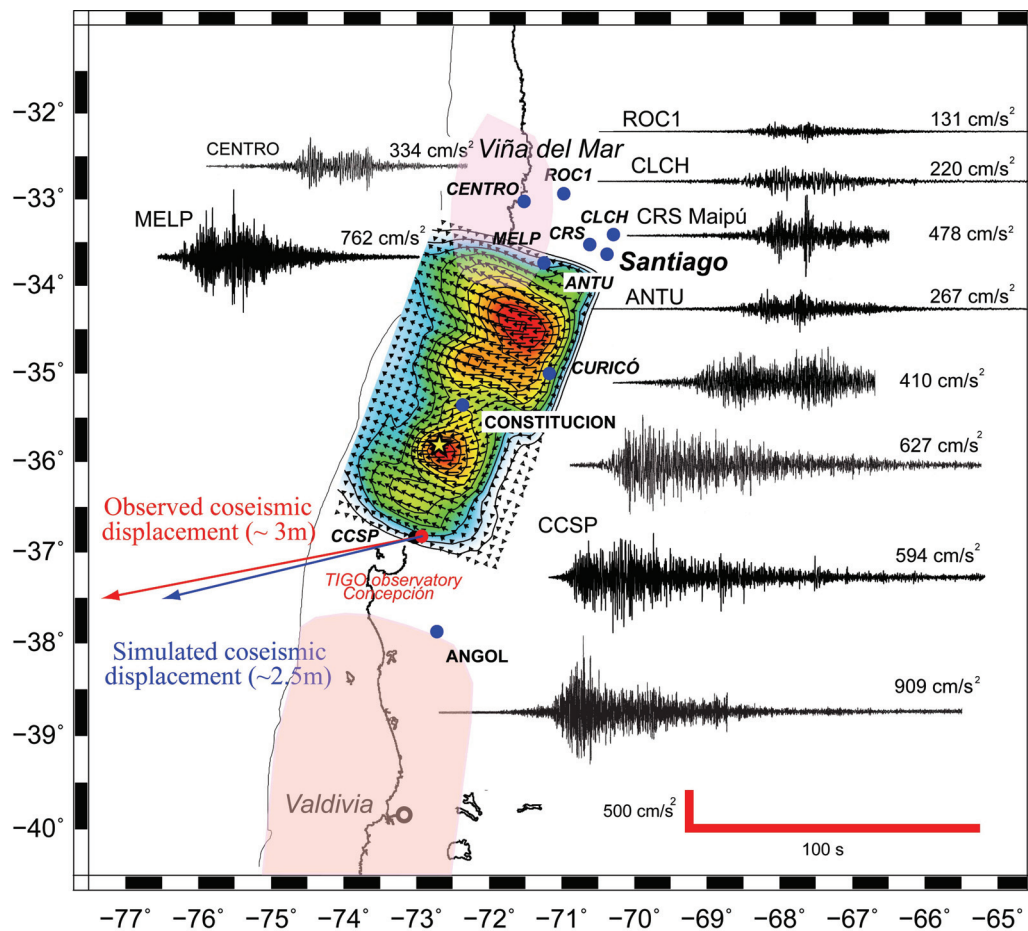 ROC1
131 cm/s²
CENTRO
334 cm/s²
Viña del Mar
CLCH
220 cm/s²
CENTRO
ROC1
MELP
762 cm/s²
MELP
CRS
CLCH
CRS Maipú
478 cm/s²
Santiago
ANTU
ANTU
267 cm/s²
CURICÓ
410 cm/s²
CONSTITUCION
627 cm/s²
Observed coseismic
displacement (~ 3m)
CCSP
CCSP
594 cm/s²
TIGO observatory
Concepción
Simulated coseismic
displacement (~2.5m)
ANGOL
909 cm/s²
Valdivia
500 cm/s²
100 s
−32°
−33°
−34°
−35°
−36°
−37°
−38°
−39°
−40°
−77° −76° −75° −74° −73° −72° −71° −70° −69° −68° −67° −66° −65°